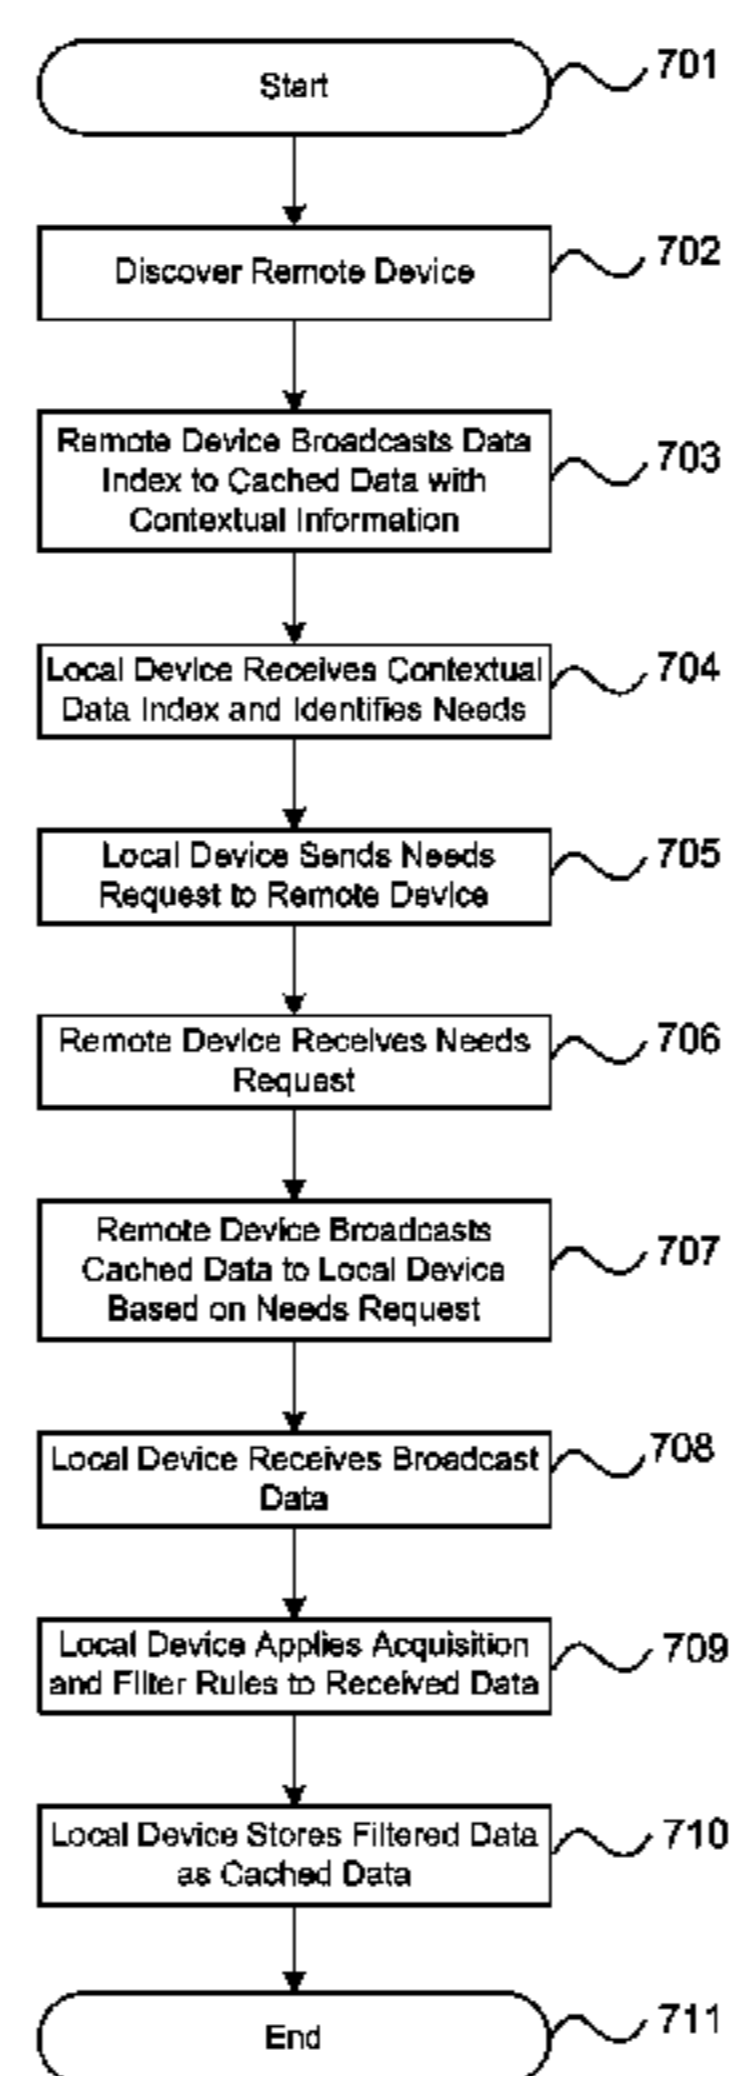 Start
701
Discover Remote Device
702
Remote Device Broadcasts Data
Index to Cached Data with
Contextual Information
703
Local Device Receives Contextual
Data Index and Identifies Needs
704
Local Device Sends Needs
Request to Remote Device
705
Remote Device Receives Needs
Request
706
Remote Device Broadcasts
Cached Data to Local Device
Based on Needs Request
707
Local Device Receives Broadcast
Data
708
Local Device Applies Acquisition
and Filter Rules to Received Data
709
Local Device Stores Filtered Data
as Cached Data
710
End
711